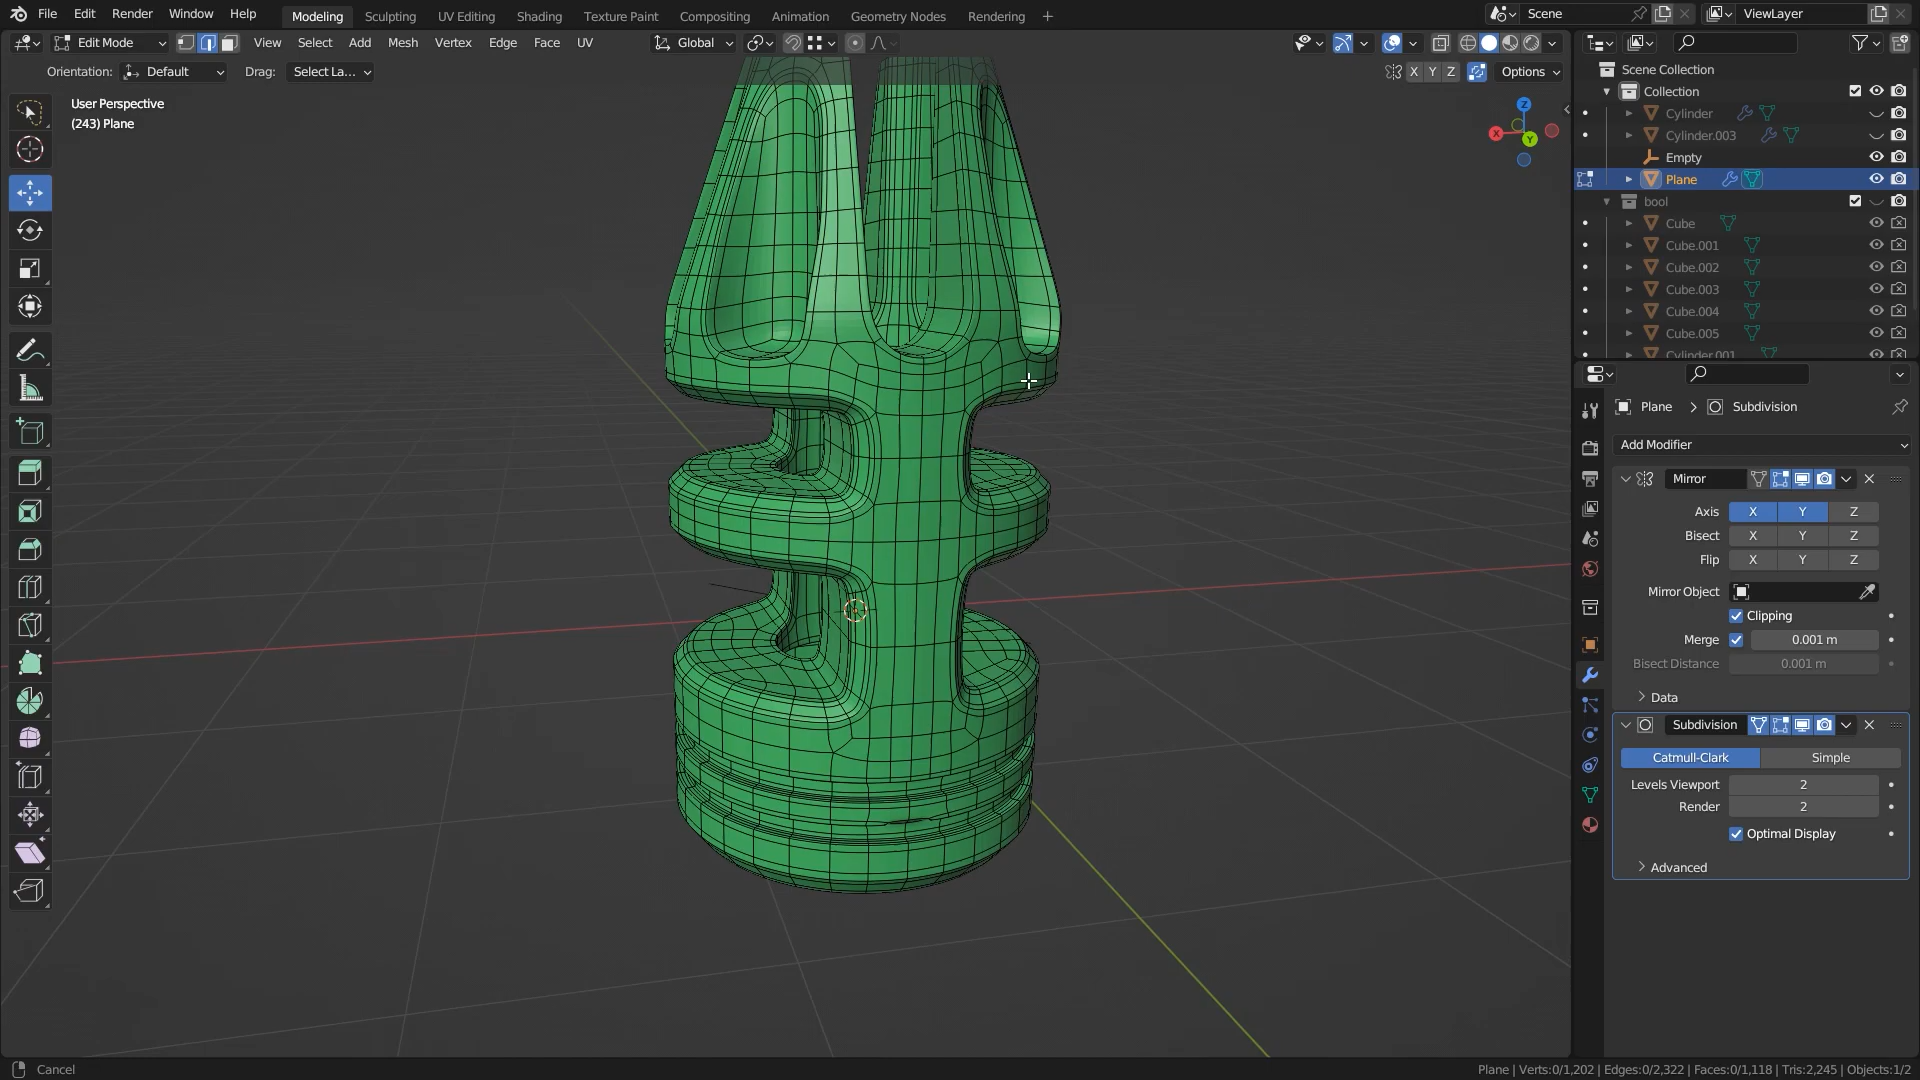 File Edit Render Window Help Modeling Sculpting UV Editing Shading Texture Paint Compositing Animation Geometry Nodes Rendering + Scene ViewLayer
Edit Mode View Select Add Mesh Vertex Edge Face UV Global
Orientation: Default Drag: Select La... X Y Z Options
User Perspective
(243) Plane
Z
X
Y
Scene Collection
Collection
Cylinder
Cylinder.003
Empty
Plane
bool
Cube
Cube.001
Cube.002
Cube.003
Cube.004
Cube.005
Cylinder.001
Plane > Subdivision
Add Modifier
Mirror
Axis X Y Z
Bisect X Y Z
Flip X Y Z
Mirror Object
Clipping
Merge 0.001 m
Bisect Distance 0.001 m
Data
Subdivision
Catmull-Clark Simple
Levels Viewport 2
Render 2
Optimal Display
Advanced
Cancel
Plane | Verts:0/1,202 | Edges:0/2,322 | Faces:0/1,118 | Tris:2,245 | Objects:1/2